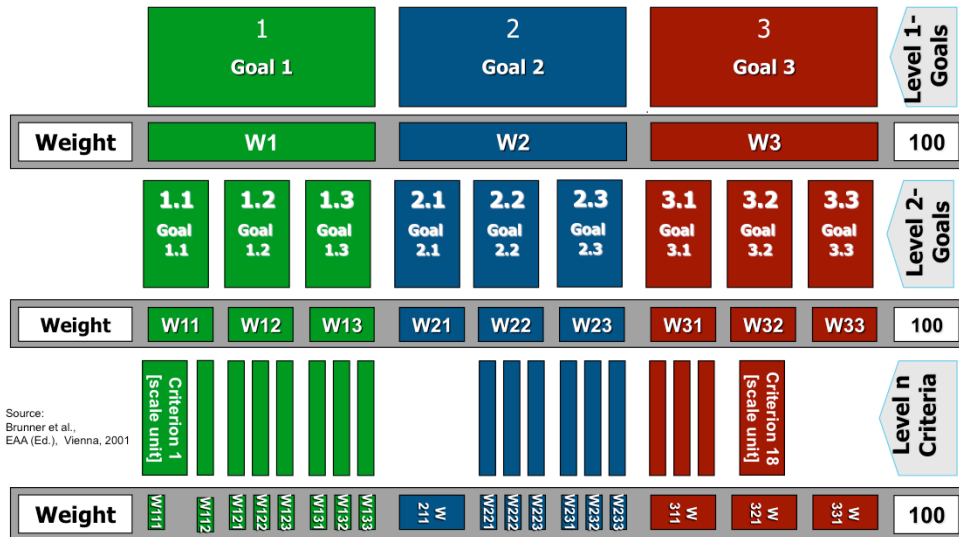 1
Goal 1
2
Goal 2
3
Goal 3
Level 1-
Goals
Weight
W1
W2
W3
100
1.1
Goal
1.1
1.2
Goal
1.2
1.3
Goal
1.3
2.1
Goal
2.1
2.2
Goal
2.2
2.3
Goal
2.3
3.1
Goal
3.1
3.2
Goal
3.2
3.3
Goal
3.3
Level 2-
Goals
Weight
W11
W12
W13
W21
W22
W23
W31
W32
W33
100
Source:
Brunner et al.,
EAA (Ed.), Vienna, 2001
Criterion 1
[scale unit]
Criterion 18
[scale unit]
Level n
Criteria
Weight
W111
W112
W121
W122
W123
W131
W132
W133
W
211
W221
W222
W223
W231
W232
W233
W
311
W
321
W
331
100